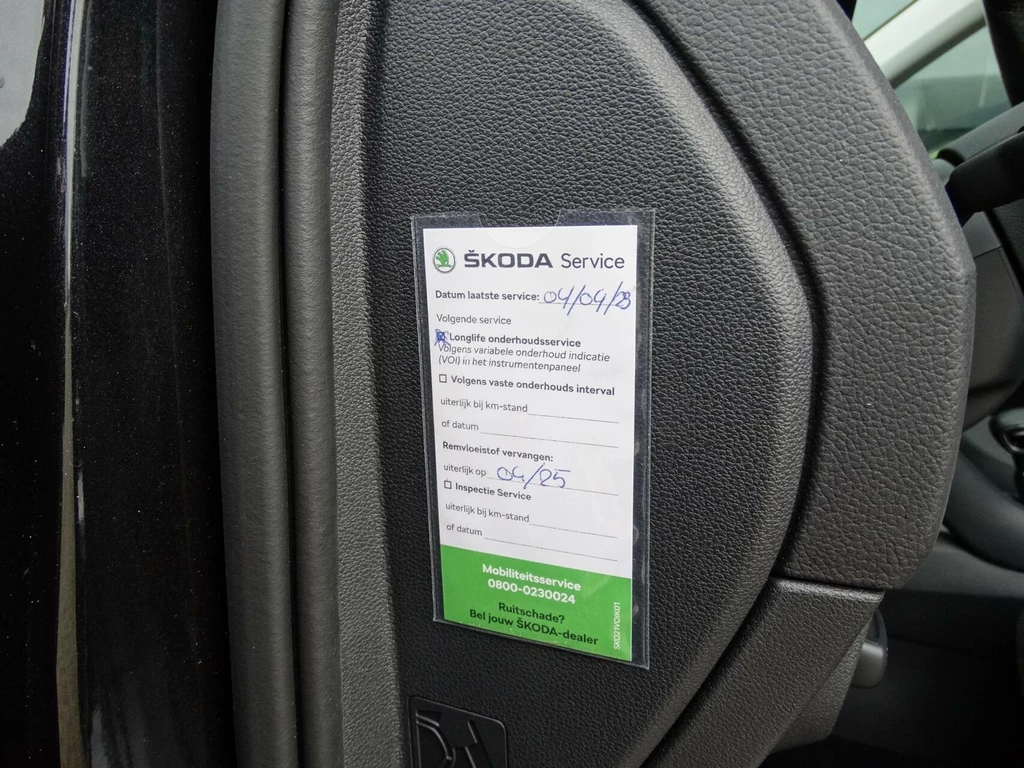 ŠKODA Service
Datum laatste service: 04/04/23
Volgende service
Longlife onderhoudsservice
Volgens variabele onderhoud indicatie
(VOI) in het instrumentenpaneel
Volgens vaste onderhouds interval
uiterlijk bij km-stand
of datum
Remvloeistof vervangen:
uiterlijk op 04/25
Inspectie Service
uiterlijk bij km-stand
of datum
Mobiliteitsservice
0800-0230024
Ruitschade?
Bel jouw ŠKODA-dealer